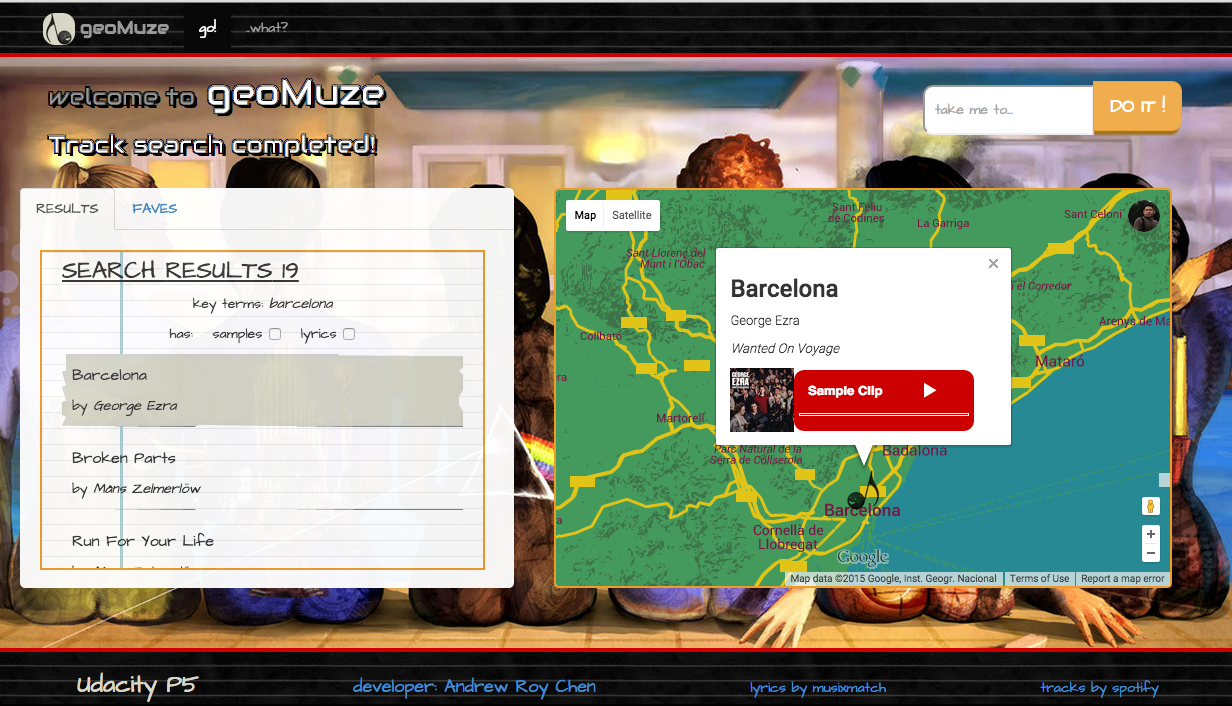 geoMuze
go!
..what?
welcome to geoMuze
Track search completed!
take me to...
DO IT !
RESULTS
FAVES
SEARCH RESULTS 19
key terms: barcelona
has: samples lyrics
Barcelona
by George Ezra
Broken Parts
by Måns Zelmerlöw
Run For Your Life
Map
Satellite
Sant Feliu
de Codines
La Garriga
Sant Celoni
Sant Llorenç del
Munt i l'Obac
i el Corredor
Arenys de Ma
Collbató
Mataró
ra
Martorell
Barcelona
George Ezra
Wanted On Voyage
GEORGE
EZRA
Sample Clip
Parc Natural de la
Serra de Collserola
Badalona
a
Barcelona
Cornellà de
Llobregat
Google
Map data ©2015 Google, Inst. Geogr. Nacional
Terms of Use
Report a map error
Udacity P5
developer: Andrew Roy Chen
lyrics by musixmatch
tracks by spotify